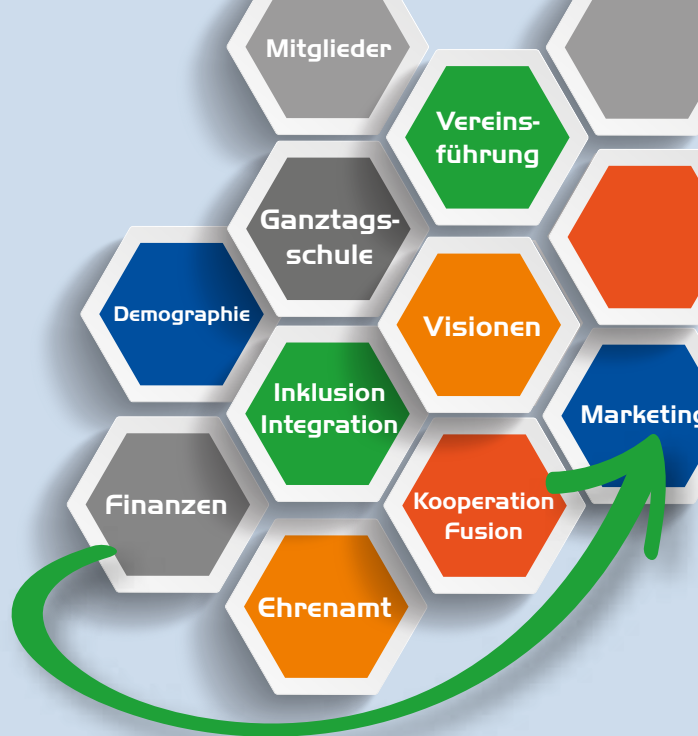 Mitglieder
Vereins-
führung
Ganztags-
schule
Demographie
Visionen
Inklusion
Integration
Marketing
Finanzen
Kooperation
Fusion
Ehrenamt